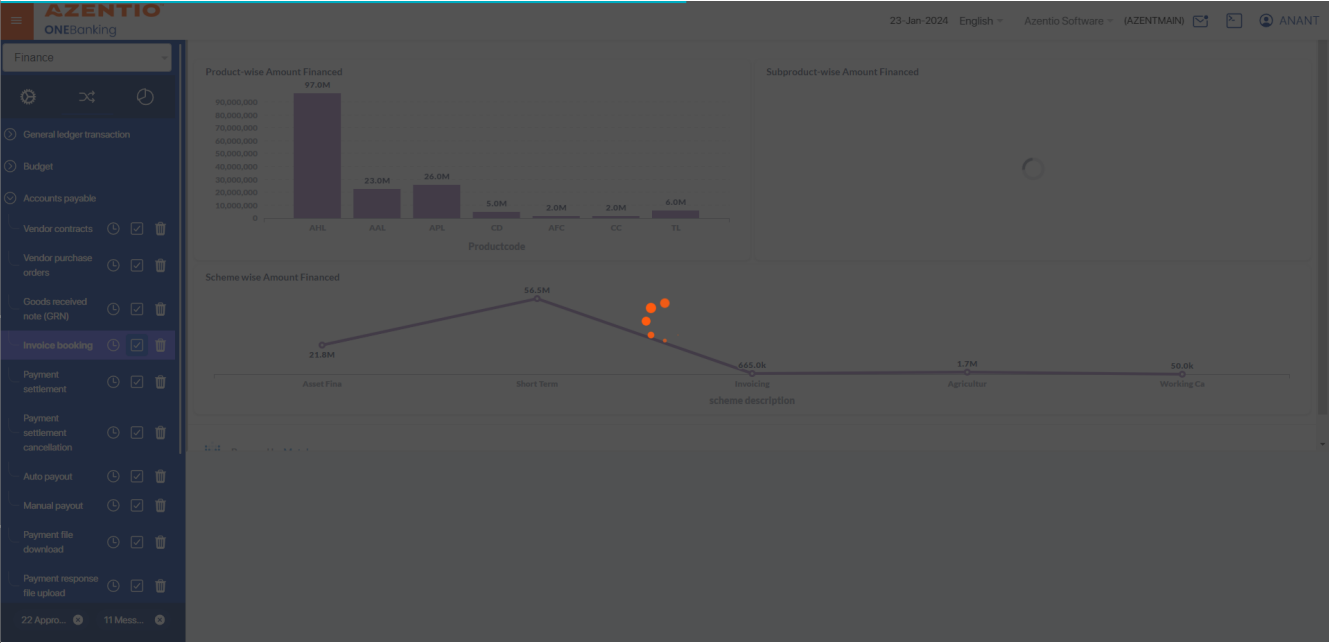 AZENTIO
ONEBanking
23-Jan-2024 English Azentio Software (AZENTMAIN) ANANT
Finance
General ledger transaction
Budget
Accounts payable
Vendor contracts
Vendor purchase
orders
Goods received
note (GRN)
Invoice booking
Payment
settlement
Payment
settlement
cancellation
Auto payout
Manual payout
Payment file
download
Payment response
file upload
22 Appro... 11 Mess...
Product-wise Amount Financed
97.0M
90,000,000
80,000,000
70,000,000
60,000,000
50,000,000
40,000,000
30,000,000
20,000,000
10,000,000
0
23.0M
26.0M
5.0M
2.0M
2.0M
6.0M
AHL AAL APL CD AFC CC TL
Productcode
Subproduct-wise Amount Financed
Scheme wise Amount Financed
56.5M
21.8M
565.0k
1.7M
50.0k
Asset Fina Short Term Invoicing Agricultur Working Ca
scheme description